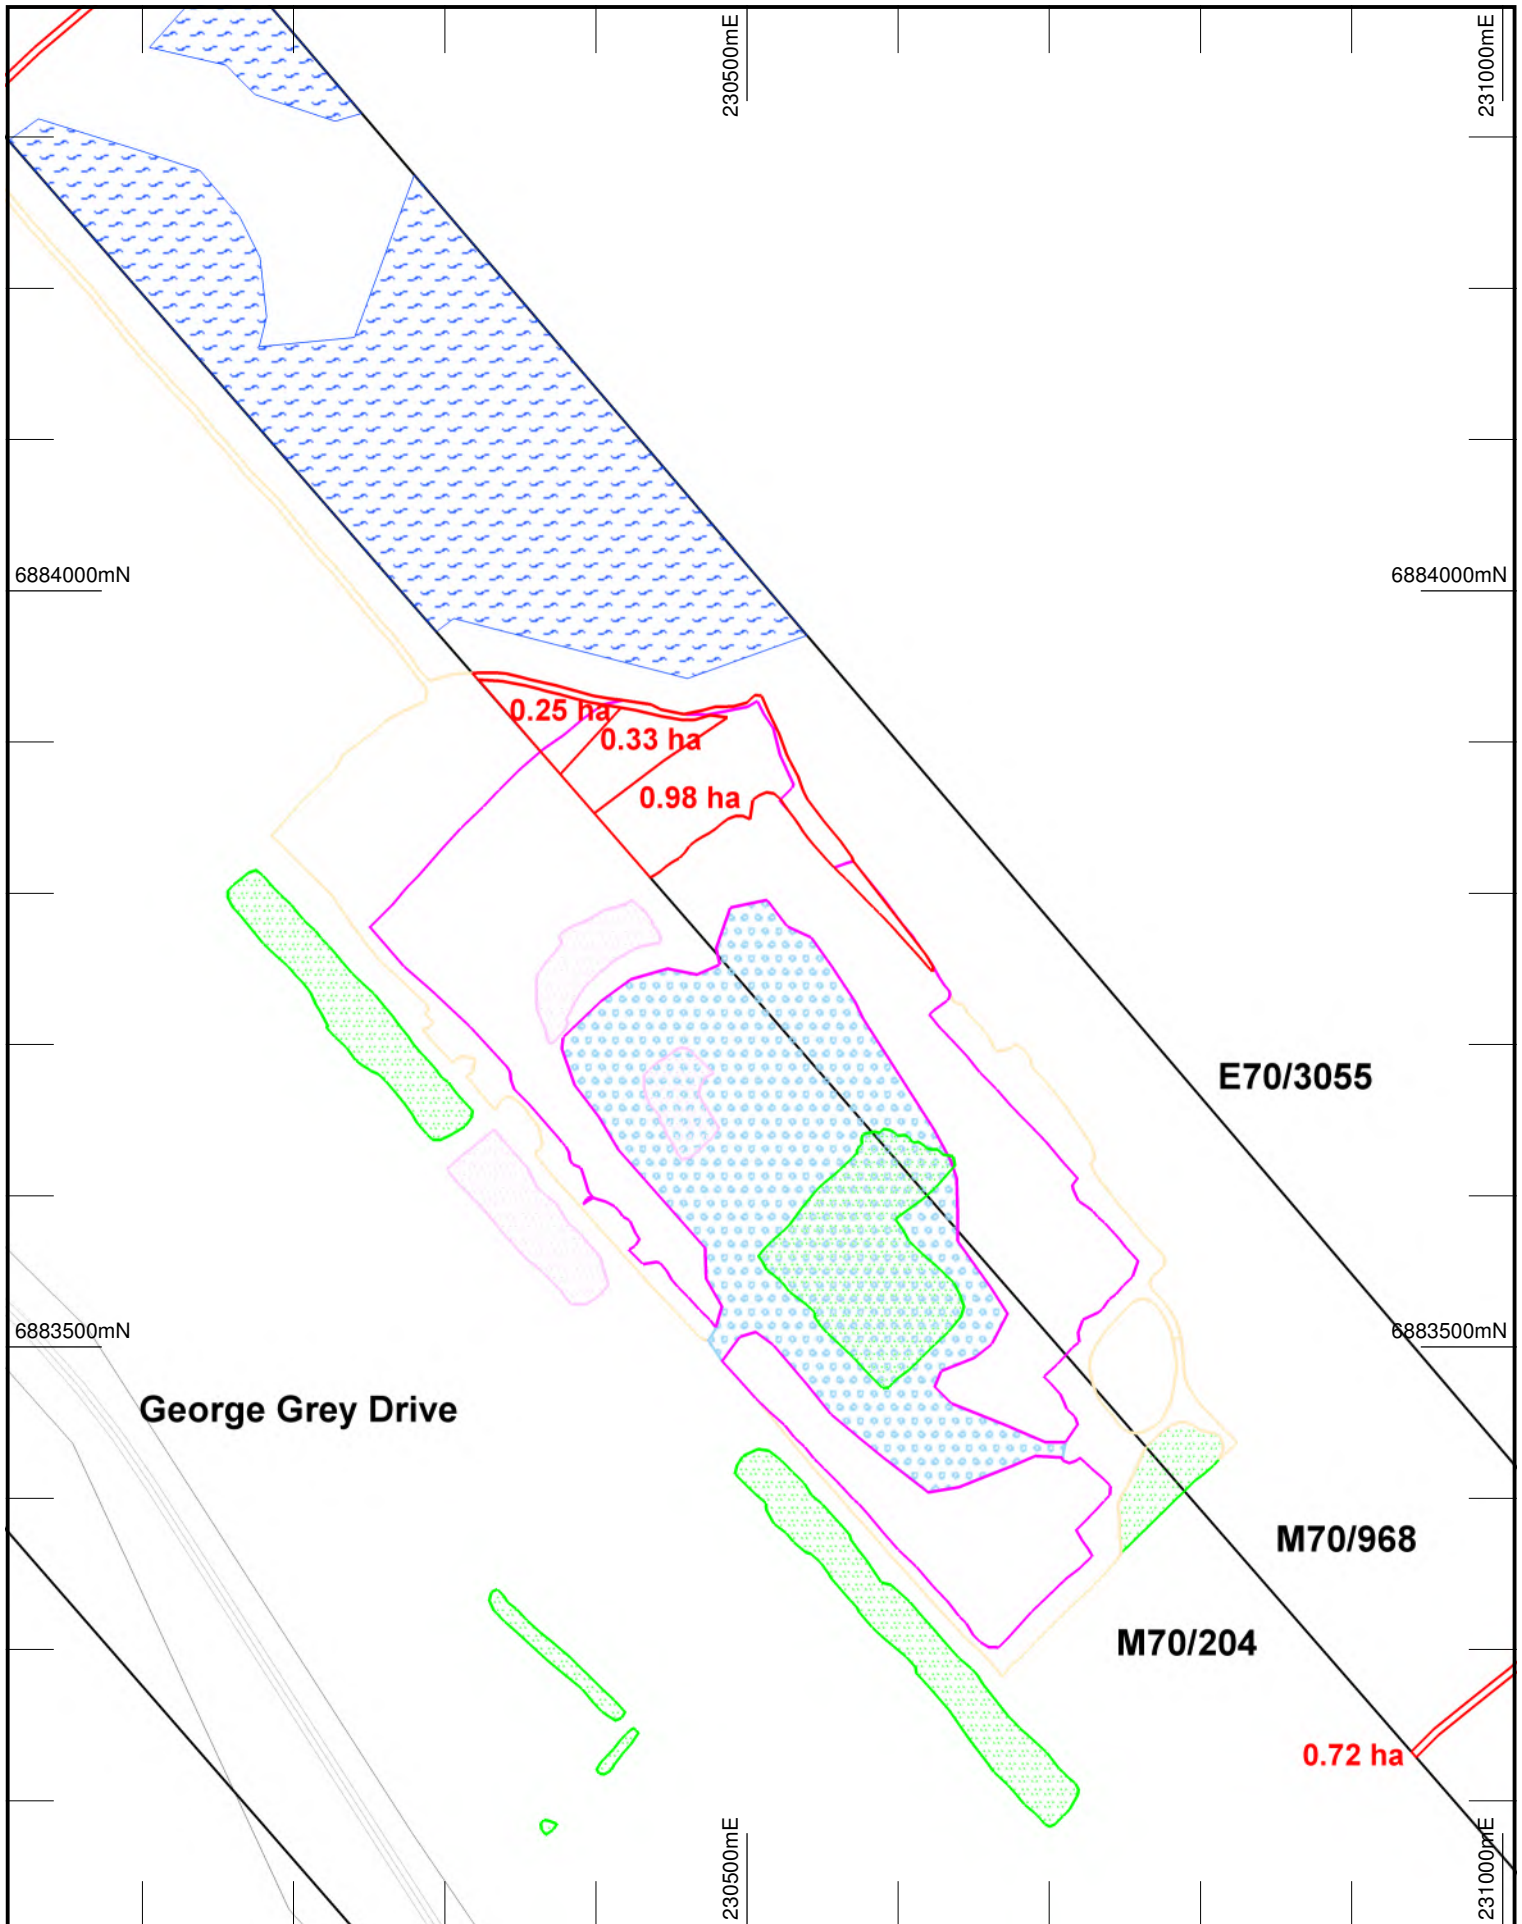 230500mE
231000mE
6884000mN
6884000mN
0.25 ha
0.33 ha
0.98 ha
E70/3055
6883500mN
6883500mN
George Grey Drive
M70/968
M70/204
0.72 ha
230500mE
231000mE